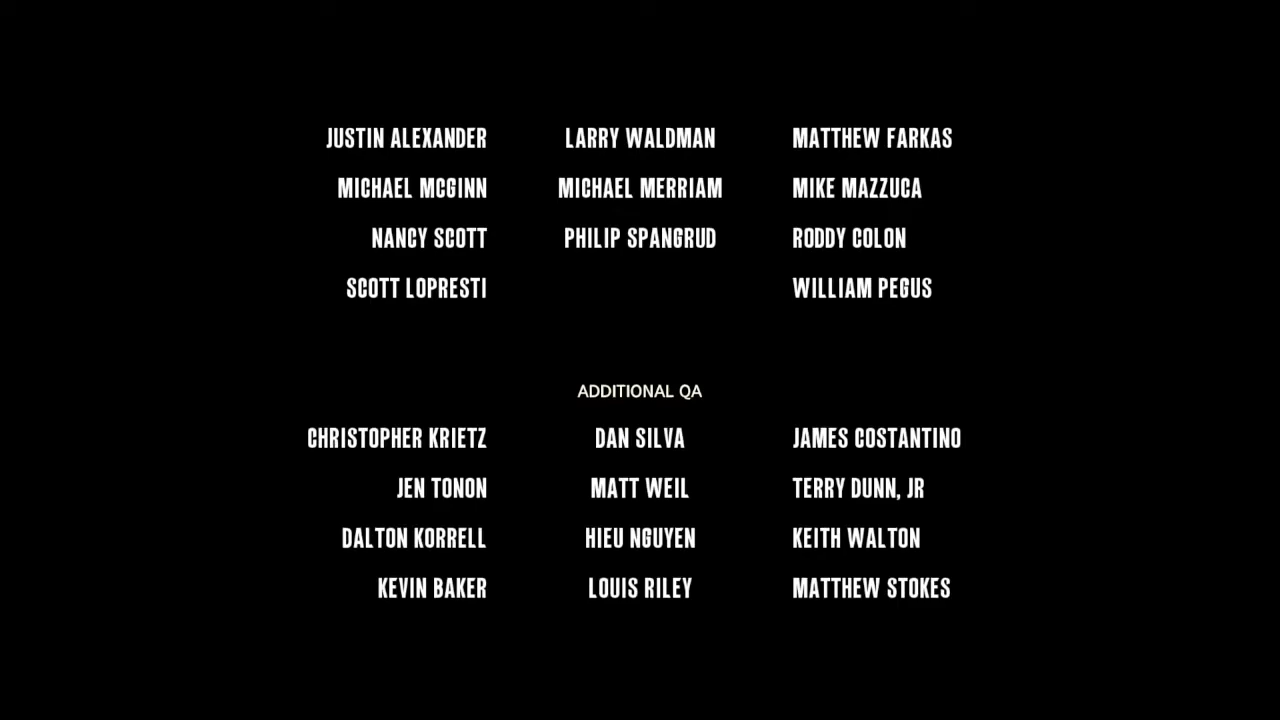 JUSTIN ALEXANDER LARRY WALDMAN MATTHEW FARKAS
MICHAEL MCGINN MICHAEL MERRIAM MIKE MAZZUCA
NANCY SCOTT PHILIP SPANGRUD RODDY COLON
SCOTT LOPRESTI WILLIAM PEGUS
ADDITIONAL QA
CHRISTOPHER KRIETZ DAN SILVA JAMES COSTANTINO
JEN TONON MATT WEIL TERRY DUNN, JR
DALTON KORRELL HIEU NGUYEN KEITH WALTON
KEVIN BAKER LOUIS RILEY MATTHEW STOKES